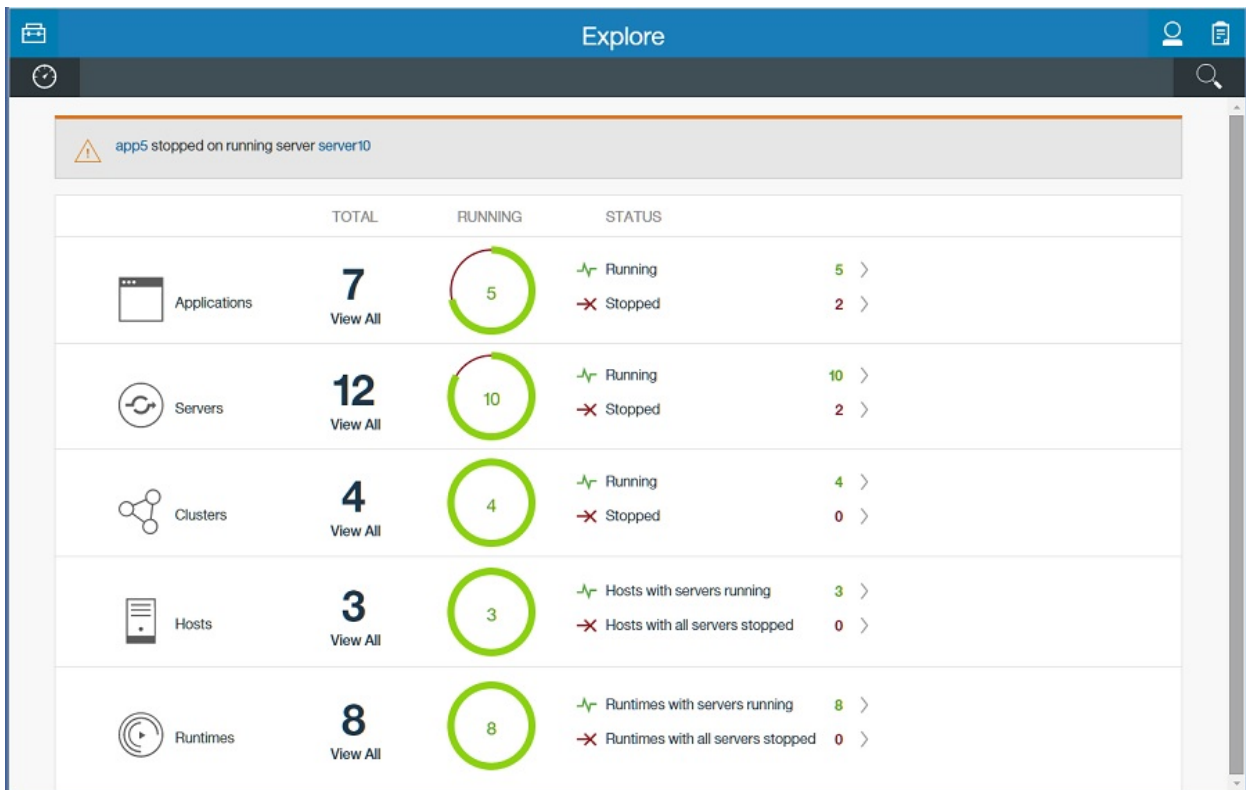 Explore
app5 stopped on running server server10
TOTAL RUNNING STATUS
Applications
7
View All
5
Running 5
Stopped 2
Servers
12
View All
10
Running 10
Stopped 2
Clusters
4
View All
4
Running 4
Stopped 0
Hosts
3
View All
3
Hosts with servers running 3
Hosts with all servers stopped 0
Runtimes
8
View All
8
Runtimes with servers running 8
Runtimes with all servers stopped 0